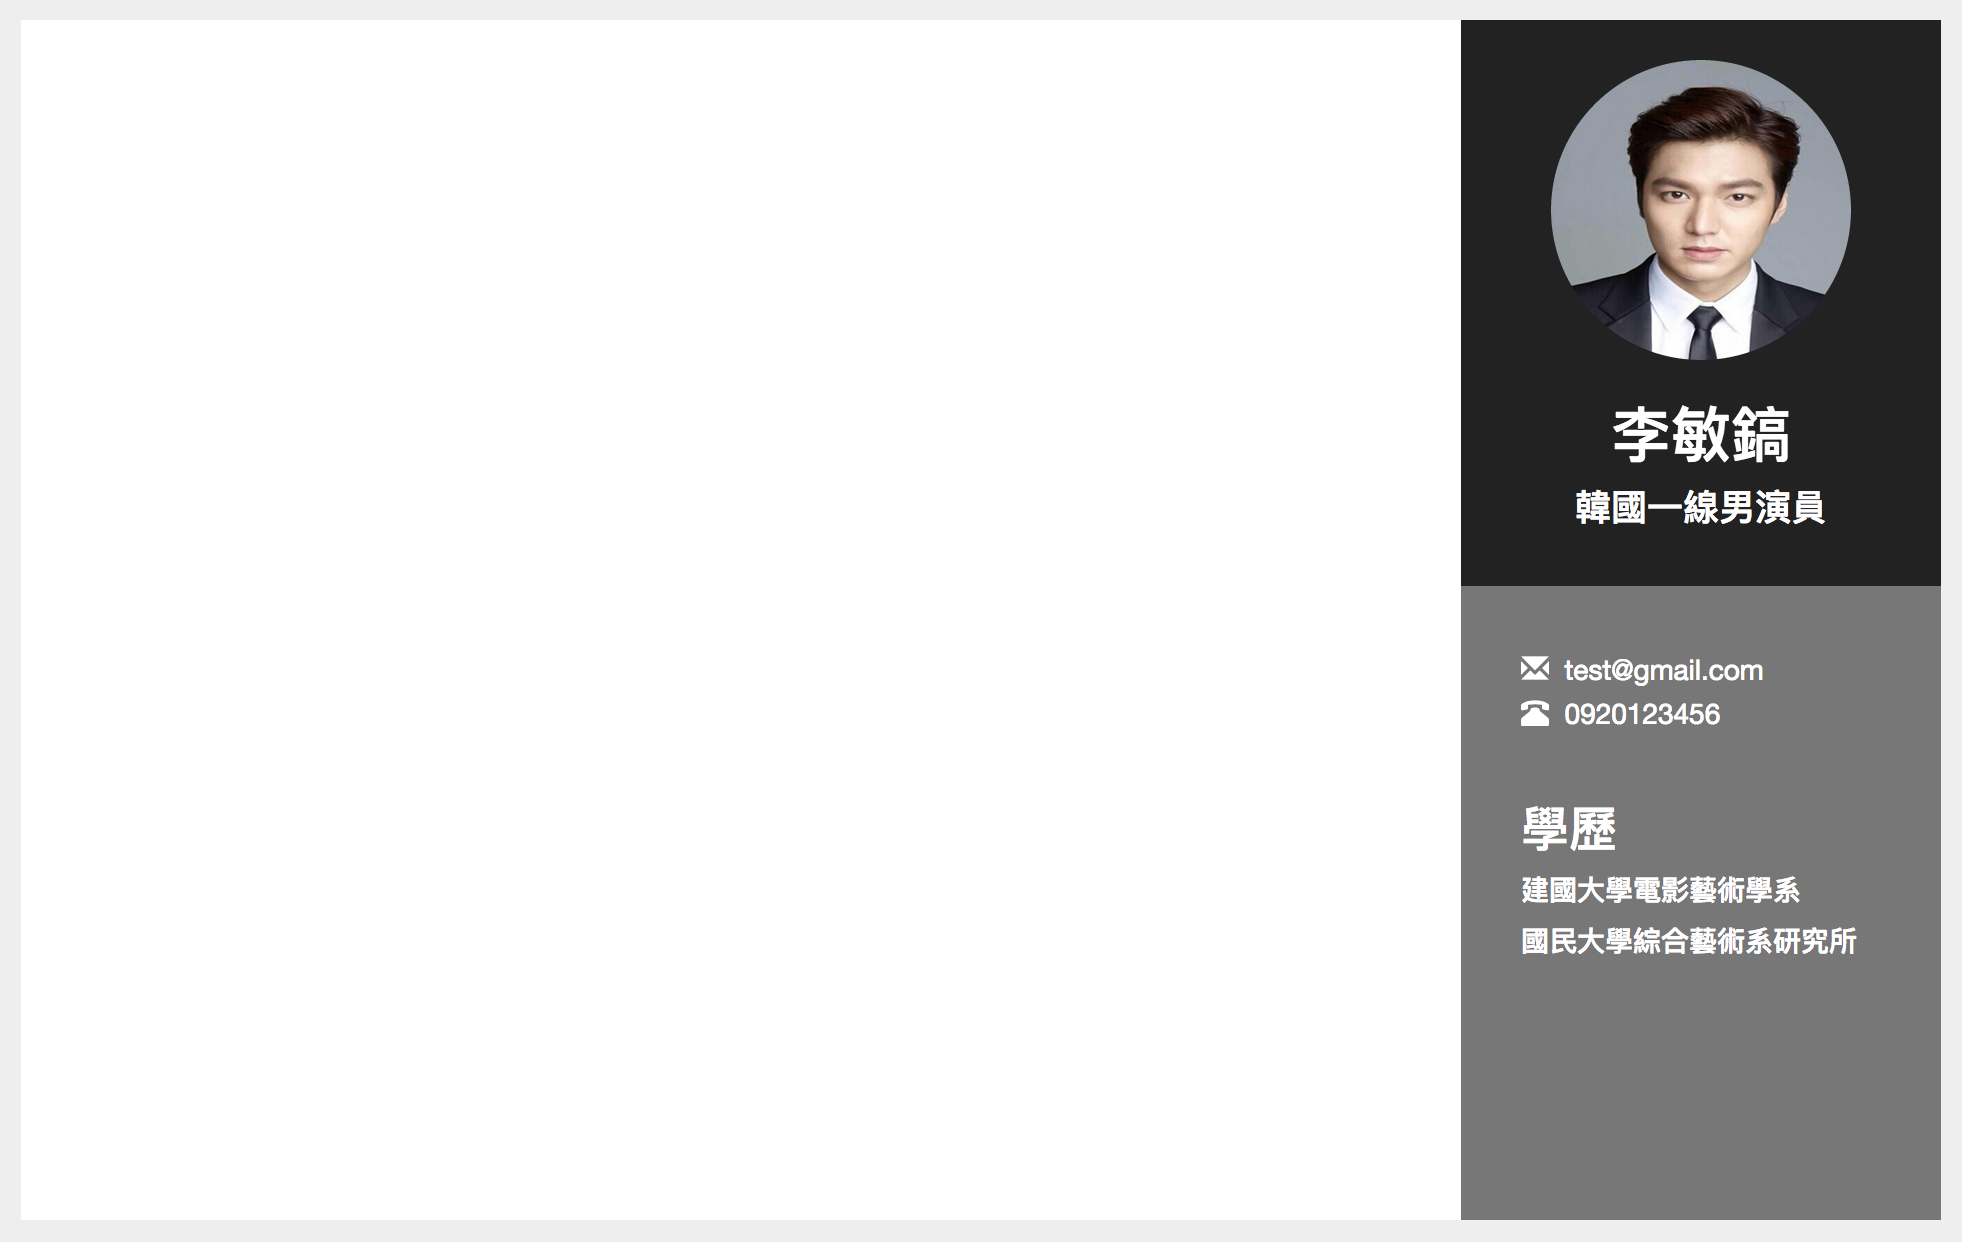 李敏鎬
韓國一線男演員
test@gmail.com
0920123456
學歷
建國大學電影藝術學系
國民大學綜合藝術系研究所